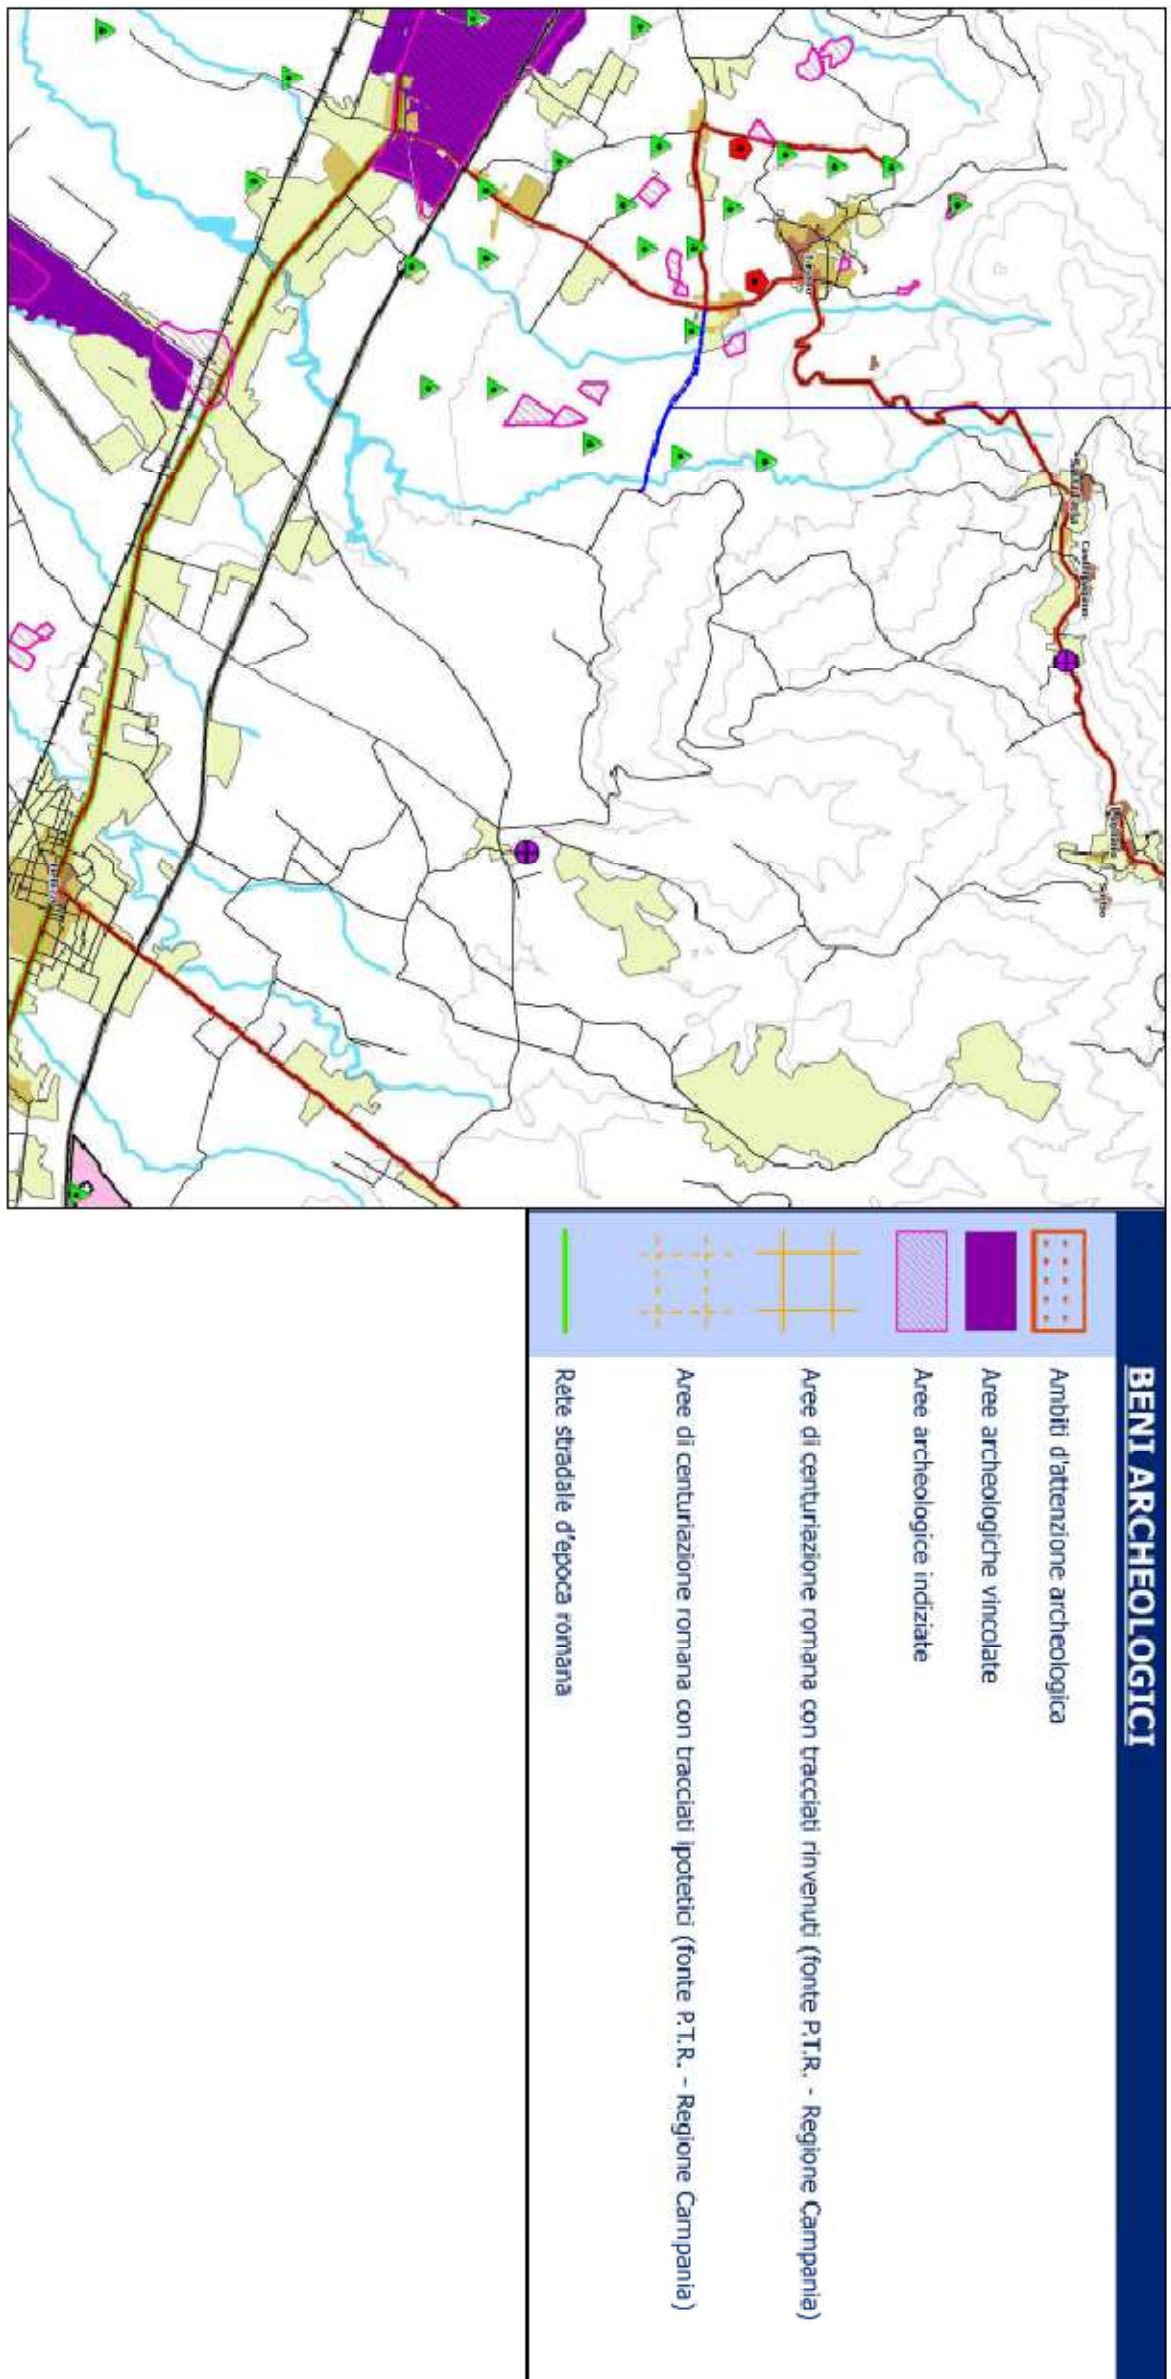 BENI ARCHEOLOGICI
Ambiti d'attenzione archeologica
Aree archeologiche vincolate
Aree archeologice indiziate
Aree di centuriazione romana con tracciati rinvenuti (fonte P.T.R. - Regione Campania)
Aree di centuriazione romana con tracciati ipotetici (fonte P.T.R. - Regione Campania)
Rete stradale d'epoca romana